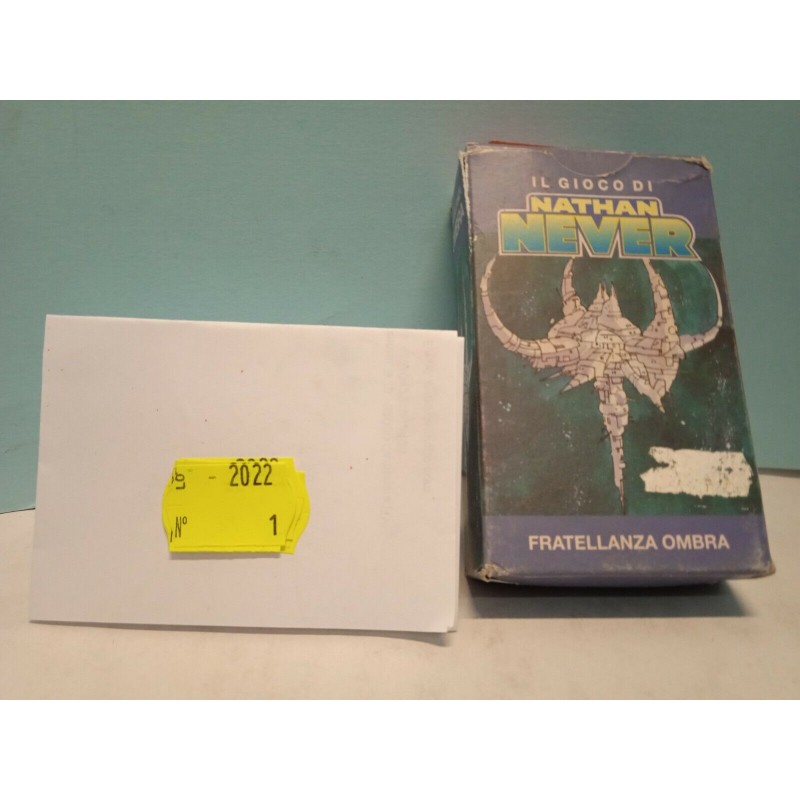 IL GIOCO DI
NATHAN
NEVER
FRATELLANZA OMBRA
- 2022
N° 1